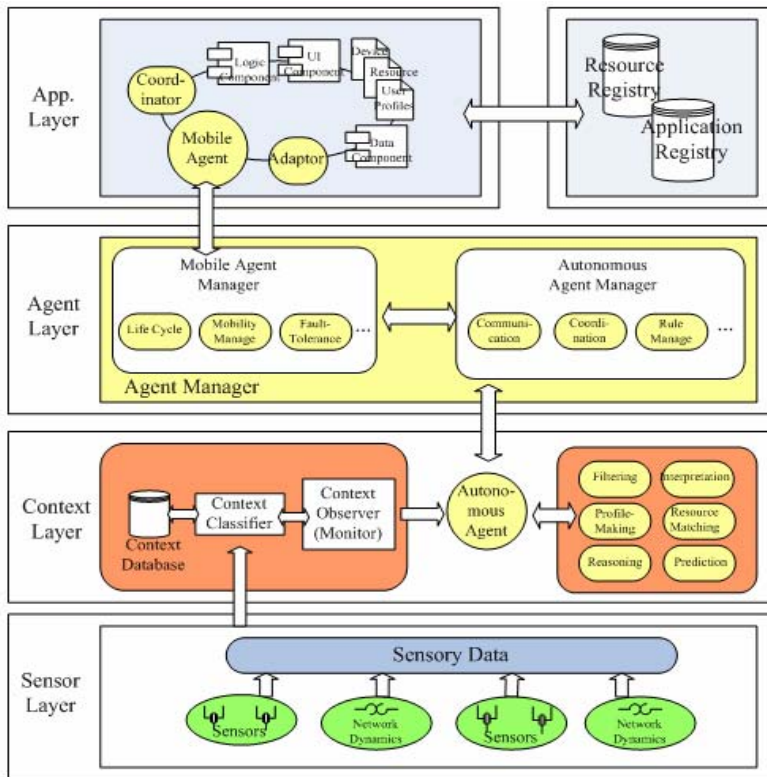 App.
Layer
Coord-
inator
Logic
Component
UI
Component
Device
Resource
User
Profiles
Mobile
Agent
Adaptor
Data
Component
Resource
Registry
Application
Registry
Agent
Layer
Mobile Agent
Manager
Life Cycle
Mobility
Manage
Fault-
Tolerance
...
Autonomous
Agent Manager
Communi-
cation
Coordi-
nation
Rule
Manage
...
Agent Manager
Context
Layer
Context
Database
Context
Classifier
Context
Observer
(Monitor)
Autono-
mous
Agent
Filtering
Interpretation
Profile-
Making
Resource
Matching
Reasoning
Prediction
Sensor
Layer
Sensory Data
Sensors
Network
Dynamics
Sensors
Network
Dynamics